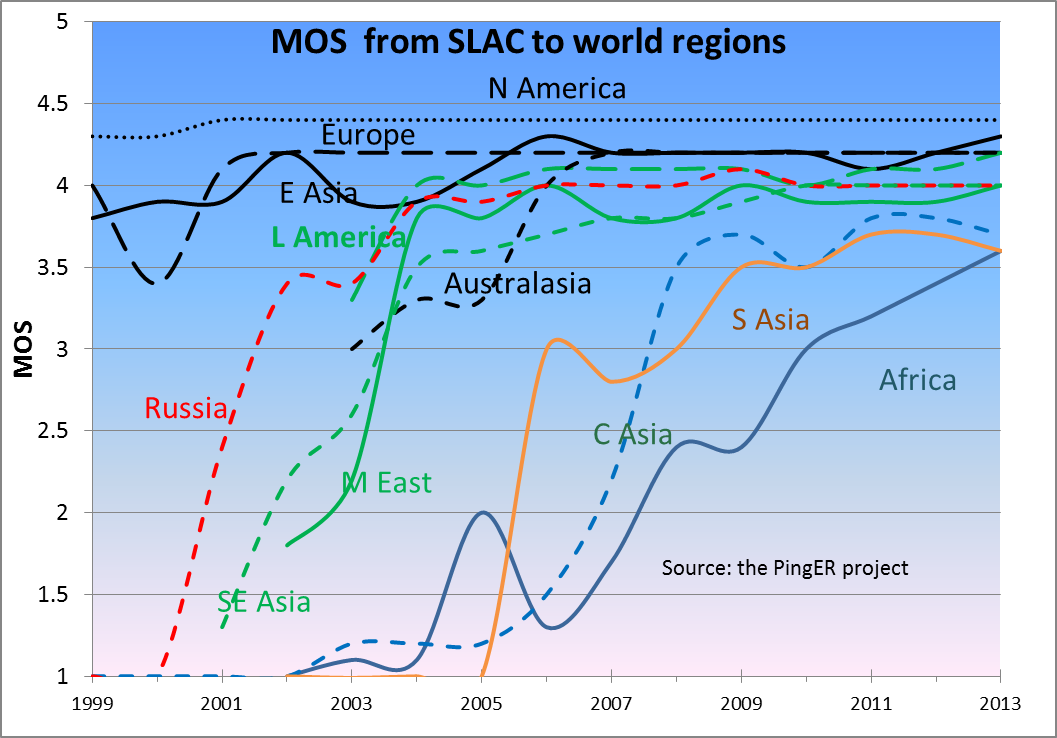 MOS  from SLAC to world regions
5
4.5
4
3.5
3
2.5
2
1.5
1
MOS
N America
Europe
E Asia
L America
Australasia
S Asia
Russia
Africa
C Asia
M East
Source: the PingER project
SE Asia
1999 2001 2003 2005 2007 2009 2011 2013